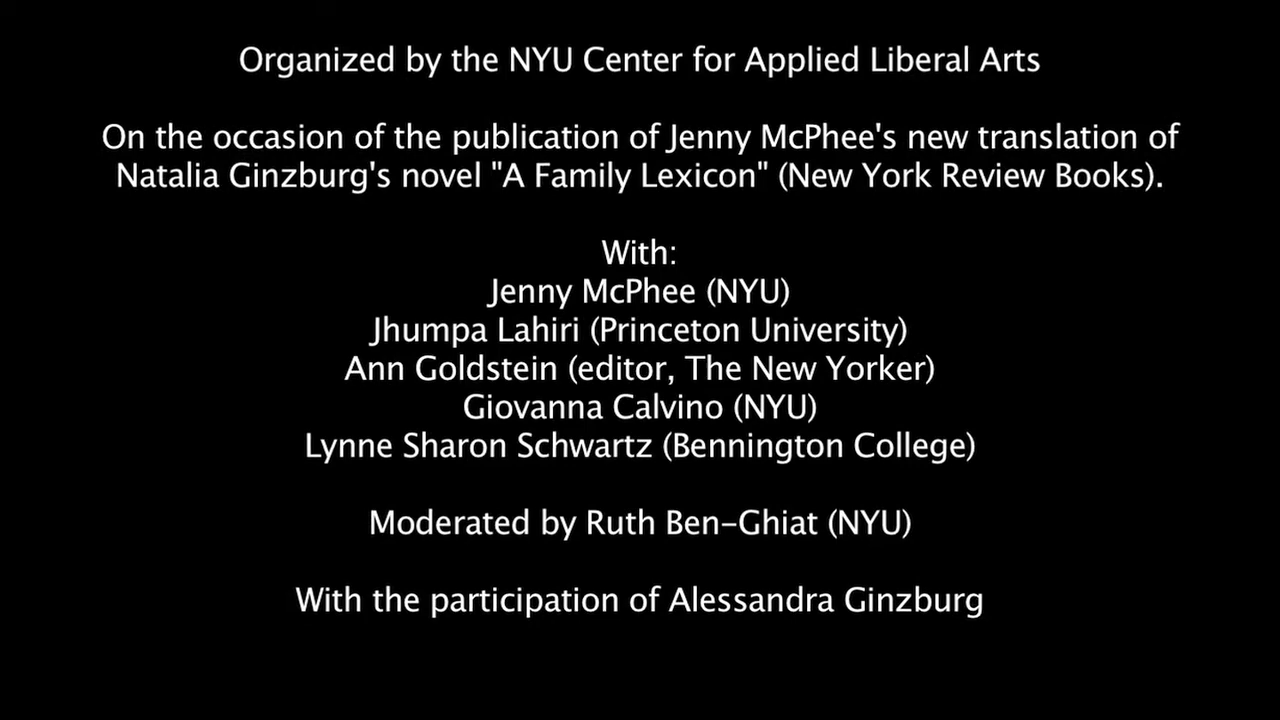 Organized by the NYU Center for Applied Liberal Arts
On the occasion of the publication of Jenny McPhee's new translation of
Natalia Ginzburg's novel "A Family Lexicon" (New York Review Books).
With:
Jenny McPhee (NYU)
Jhumpa Lahiri (Princeton University)
Ann Goldstein (editor, The New Yorker)
Giovanna Calvino (NYU)
Lynne Sharon Schwartz (Bennington College)
Moderated by Ruth Ben-Ghiat (NYU)
With the participation of Alessandra Ginzburg